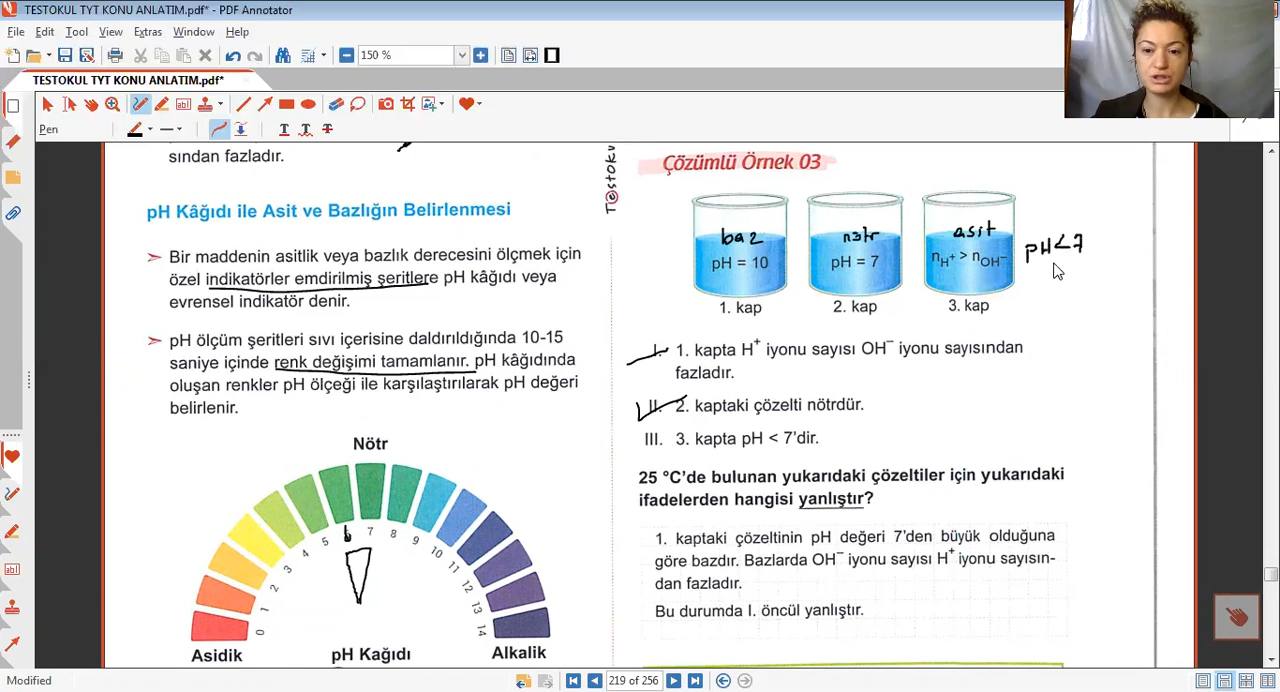 TESTOKUL TYT KONU ANLATIM.pdf* - PDF Annotator
File Edit Tool View Extras Window Help
150 %
TESTOKUL TYT KONU ANLATIM.pdf*
Pen
sından fazladır.
pH Kâğıdı ile Asit ve Bazlığın Belirlenmesi
➢ Bir maddenin asitlik veya bazlık derecesini ölçmek için
özel indikatörler emdirilmiş şeritlere pH kâğıdı veya
evrensel indikatör denir.
➢ pH ölçüm şeritleri sıvı içerisine daldırıldığında 10-15
saniye içinde renk değişimi tamamlanır. pH kâğıdında
oluşan renkler pH ölçeği ile karşılaştırılarak pH değeri
belirlenir.
Nötr
0 1 2 3 4 5 6 7 8 9 10 11 12 13 14
Asidik pH Kağıdı Alkalik
Testoku
Çözümlü Örnek 03
baz nötr asit
pH = 10 pH = 7 nH+ > nOH− pH<7
1. kap 2. kap 3. kap
I. 1. kapta H+ iyonu sayısı OH− iyonu sayısından
fazladır.
II. 2. kaptaki çözelti nötrdür.
III. 3. kapta pH < 7'dir.
25 °C'de bulunan yukarıdaki çözeltiler için yukarıdaki
ifadelerden hangisi yanlıştır?
1. kaptaki çözeltinin pH değeri 7'den büyük olduğuna
göre bazdır. Bazlarda OH− iyonu sayısı H+ iyonu sayısın-
dan fazladır.
Bu durumda I. öncül yanlıştır.
Modified
219 of 256